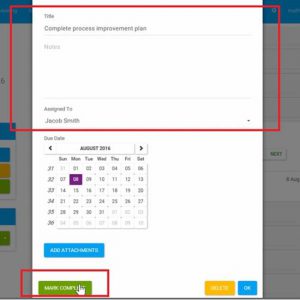 Title
Complete process improvement plan
Notes
Assigned To
Jacob Smith
Due Date
AUGUST 2016
Sun Mon Tue Wed Thu Fri Sat
31 31 01 02 03 04 05 06
32 07 08 09 10 11 12 13
33 14 15 16 17 18 19 20
34 21 22 23 24 25 26 27
35 28 29 30 31 01 02 03
36 04 05 06 07 08 09 10
NEXT
8 Aug
ADD ATTACHMENTS
MARK COMPL
DELETE
OK